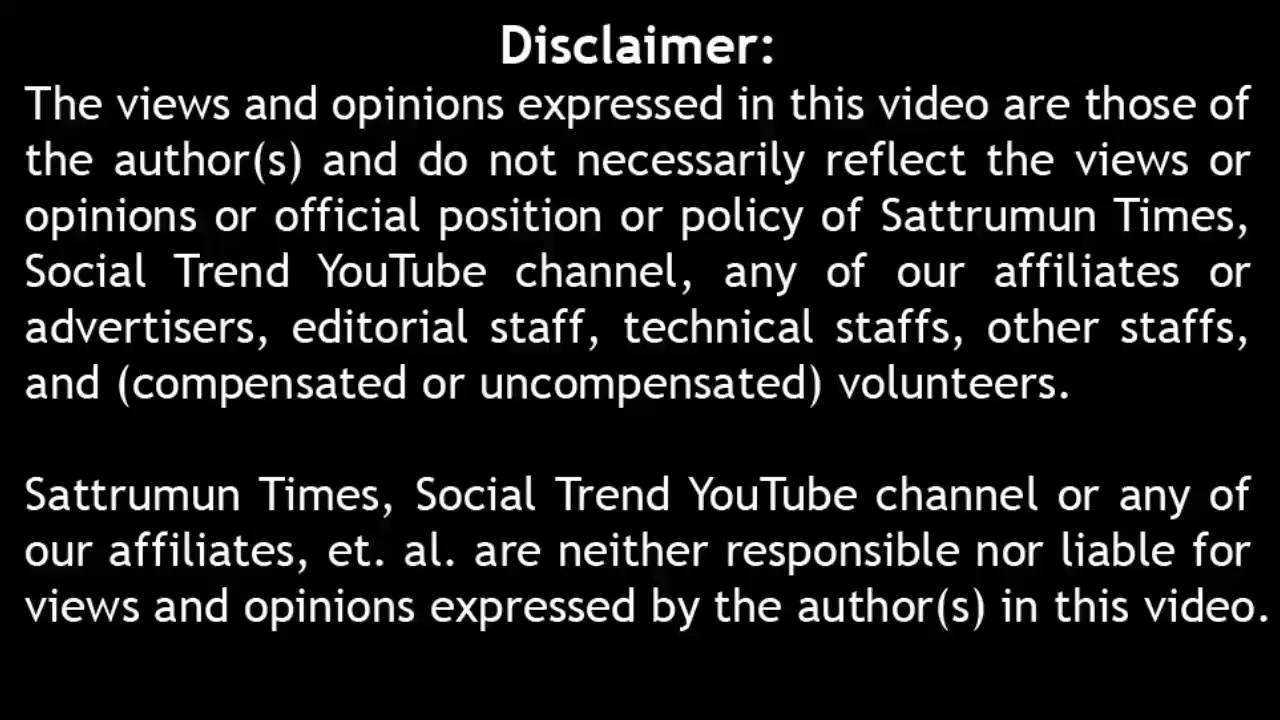 Disclaimer:
The views and opinions expressed in this video are those of
the author(s) and do not necessarily reflect the views or
opinions or official position or policy of Sattrumun Times,
Social Trend YouTube channel, any of our affiliates or
advertisers, editorial staff, technical staffs, other staffs,
and (compensated or uncompensated) volunteers.
Sattrumun Times, Social Trend YouTube channel or any of
our affiliates, et. al. are neither responsible nor liable for
views and opinions expressed by the author(s) in this video.